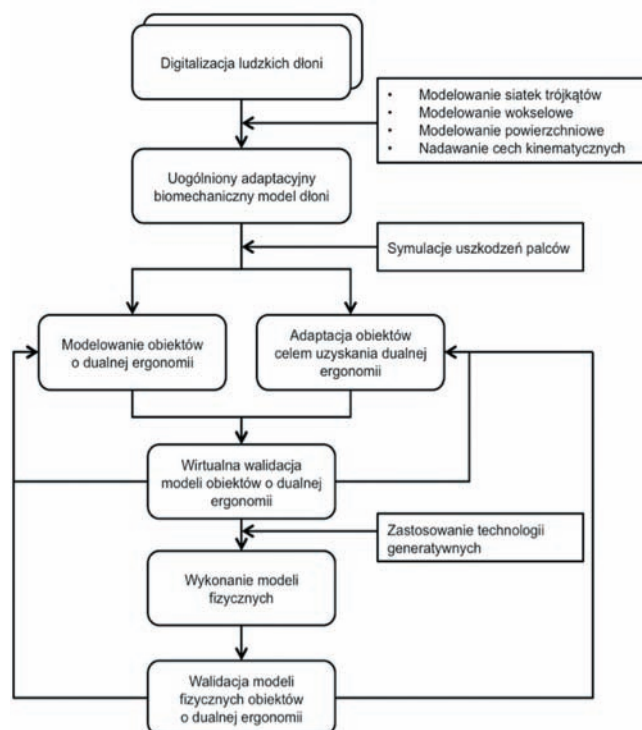 Digitalizacja ludzkich dłoni
• Modelowanie siatek trójkątów
• Modelowanie wokselowe
• Modelowanie powierzchniowe
• Nadawanie cech kinematycznych
Uogólniony adaptacyjny
biomechaniczny model dłoni
Symulacje uszkodzeń palców
Modelowanie obiektów
o dualnej ergonomii
Adaptacja obiektów
celem uzyskania dualnej
ergonomii
Wirtualna walidacja
modeli obiektów o dualnej
ergonomii
Zastosowanie technologii
generatywnych
Wykonanie modeli
fizycznych
Walidacja modeli
fizycznych obiektów
o dualnej ergonomii